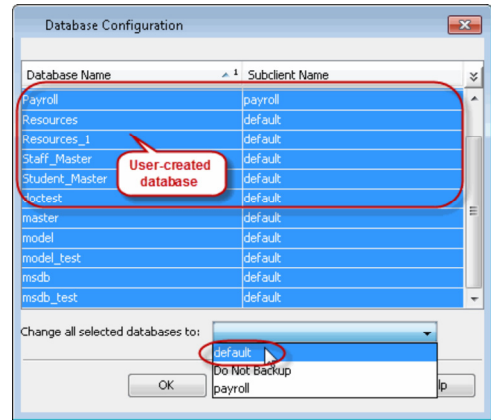 Database Configuration
Database Name 1 Subclient Name
Payroll payroll
Resources default
Resources_1 default
Staff_Master default
Student_Master default
doctest default
master default
model default
model_test default
msdb default
msdb_test default
User-created
database
Change all selected databases to:
default
Do Not Backup
payroll
OK
lp